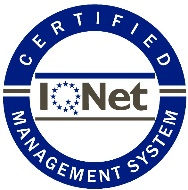 CERTIFIED
IQNet
MANAGEMENT SYSTEM